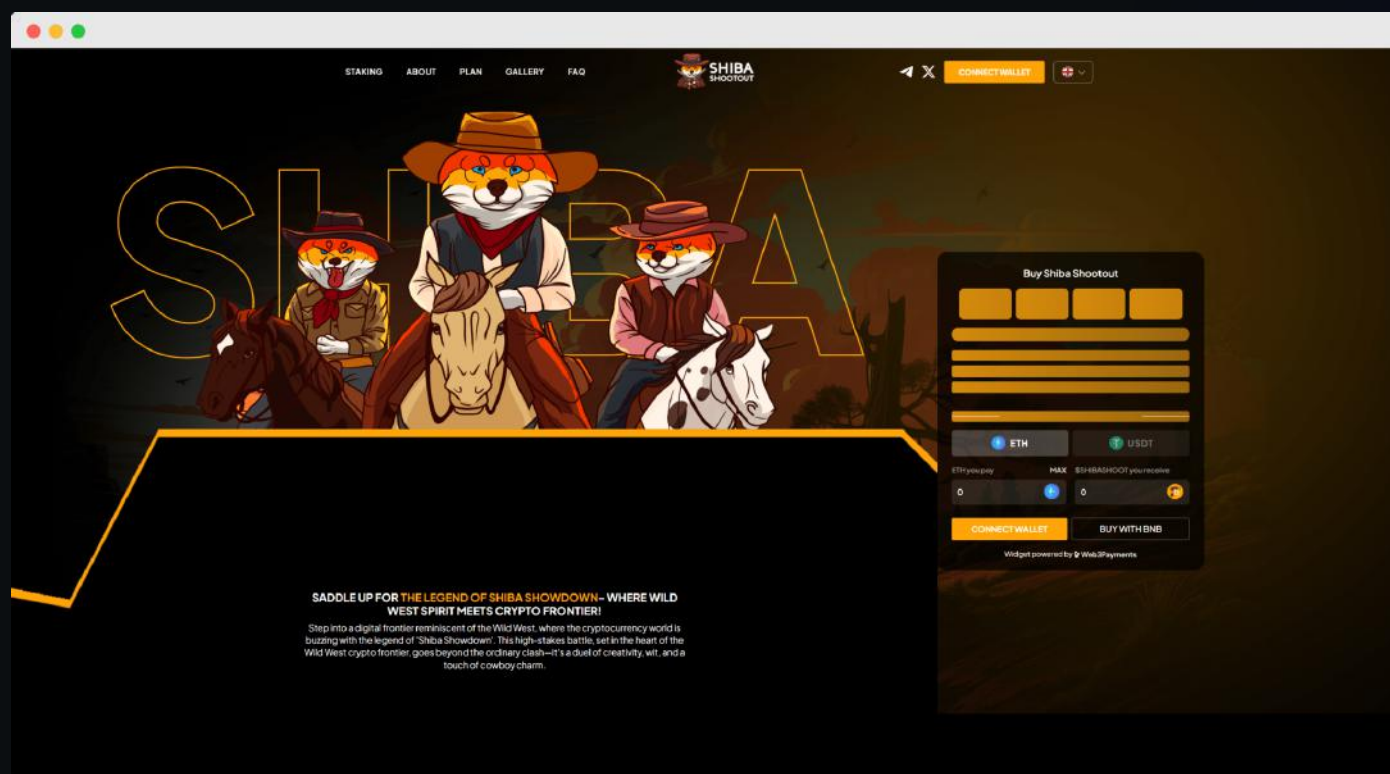 STAKING ABOUT PLAN GALLERY FAQ SHIBA SHOOTOUT CONNECT WALLET
SHIBA
Buy Shiba Shootout
ETH USDT
ETH you pay MAX $SHIBASHOOT you receive
0 0
CONNECT WALLET BUY WITH BNB
Widget powered by Web3Payments
SADDLE UP FOR THE LEGEND OF SHIBA SHOWDOWN– WHERE WILD
WEST SPIRIT MEETS CRYPTO FRONTIER!
Step into a digital frontier reminiscent of the Wild West, where the cryptocurrency world is
buzzing with the legend of 'Shiba Showdown'. This high-stakes battle, set in the heart of the
Wild West crypto frontier, goes beyond the ordinary clash—it's a duel of creativity, wit, and a
touch of cowboy charm.